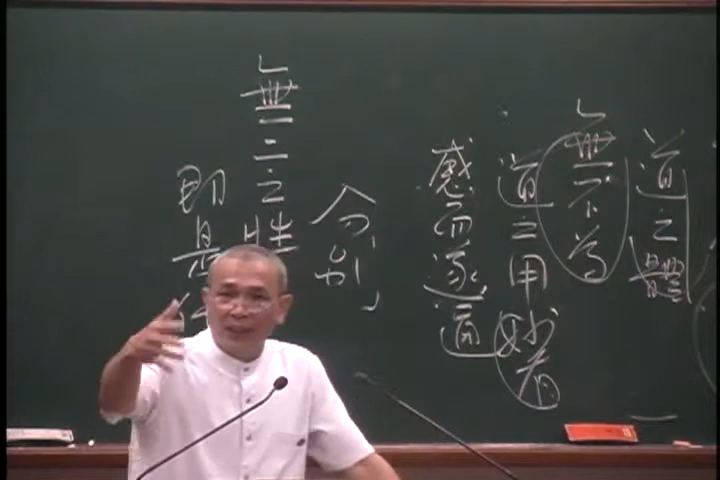 道之體
無不為
道之用妙有
感而遂通
分別」
無二之性
即是